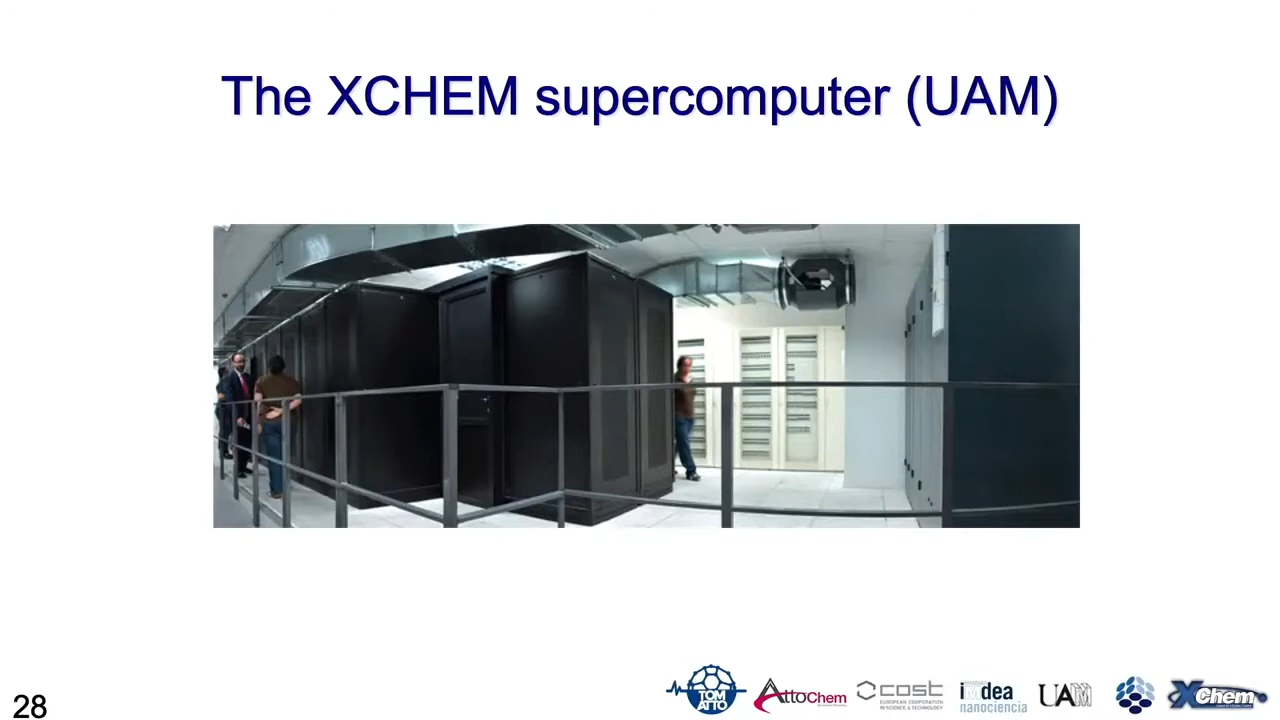 The XCHEM supercomputer (UAM)
28
TOM
ATTO
AttoChem
cost
EUROPEAN COOPERATION
IN SCIENCE & TECHNOLOGY
imdea
nanociencia
UAM
XChem